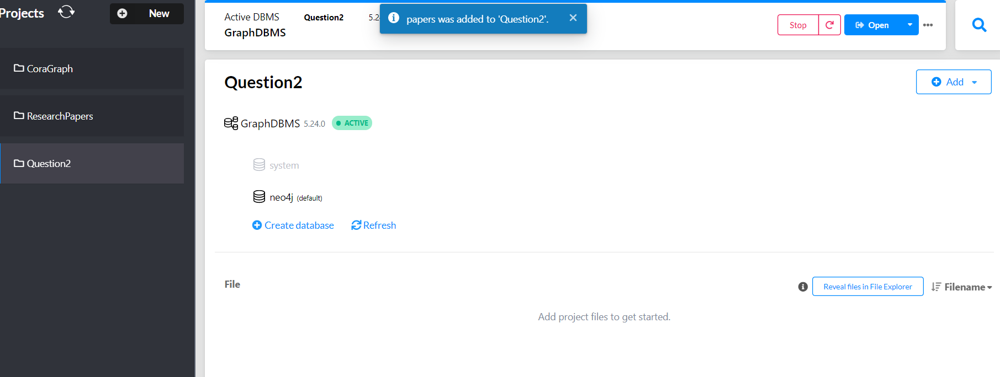 Projects
New
CoraGraph
ResearchPapers
Question2
Active DBMS
GraphDBMS
Question2
papers was added to 'Question2'.
Stop
Open
Question2
Add
GraphDBMS 5.24.0 ACTIVE
system
neo4j (default)
Create database
Refresh
File
Reveal files in File Explorer
Filename
Add project files to get started.